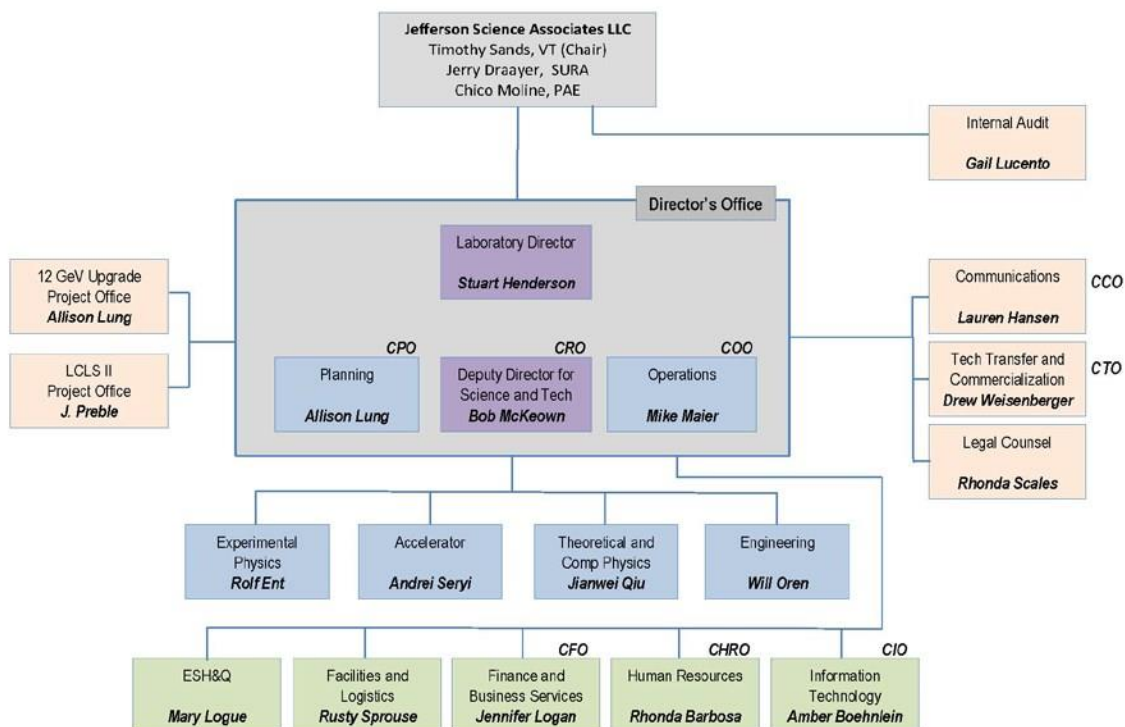 Jefferson Science Associates LLC
Timothy Sands, VT (Chair)
Jerry Draayer, SURA
Chico Moline, PAE
Internal Audit
Gail Lucento
Director's Office
Laboratory Director
Stuart Henderson
12 GeV Upgrade
Project Office
Allison Lung
LCLS II
Project Office
J. Preble
CPO
Planning
Allison Lung
CRO
Deputy Director for
Science and Tech
Bob McKeown
COO
Operations
Mike Maier
Communications
Lauren Hansen
CCO
Tech Transfer and
Commercialization
Drew Weisenberger
CTO
Legal Counsel
Rhonda Scales
Experimental
Physics
Rolf Ent
Accelerator
Andrei Seryi
Theoretical and
Comp Physics
Jianwei Qiu
Engineering
Will Oren
ESH&Q
Mary Logue
Facilities and
Logistics
Rusty Sprouse
CFO
Finance and
Business Services
Jennifer Logan
CHRO
Human Resources
Rhonda Barbosa
CIO
Information
Technology
Amber Boehnlein